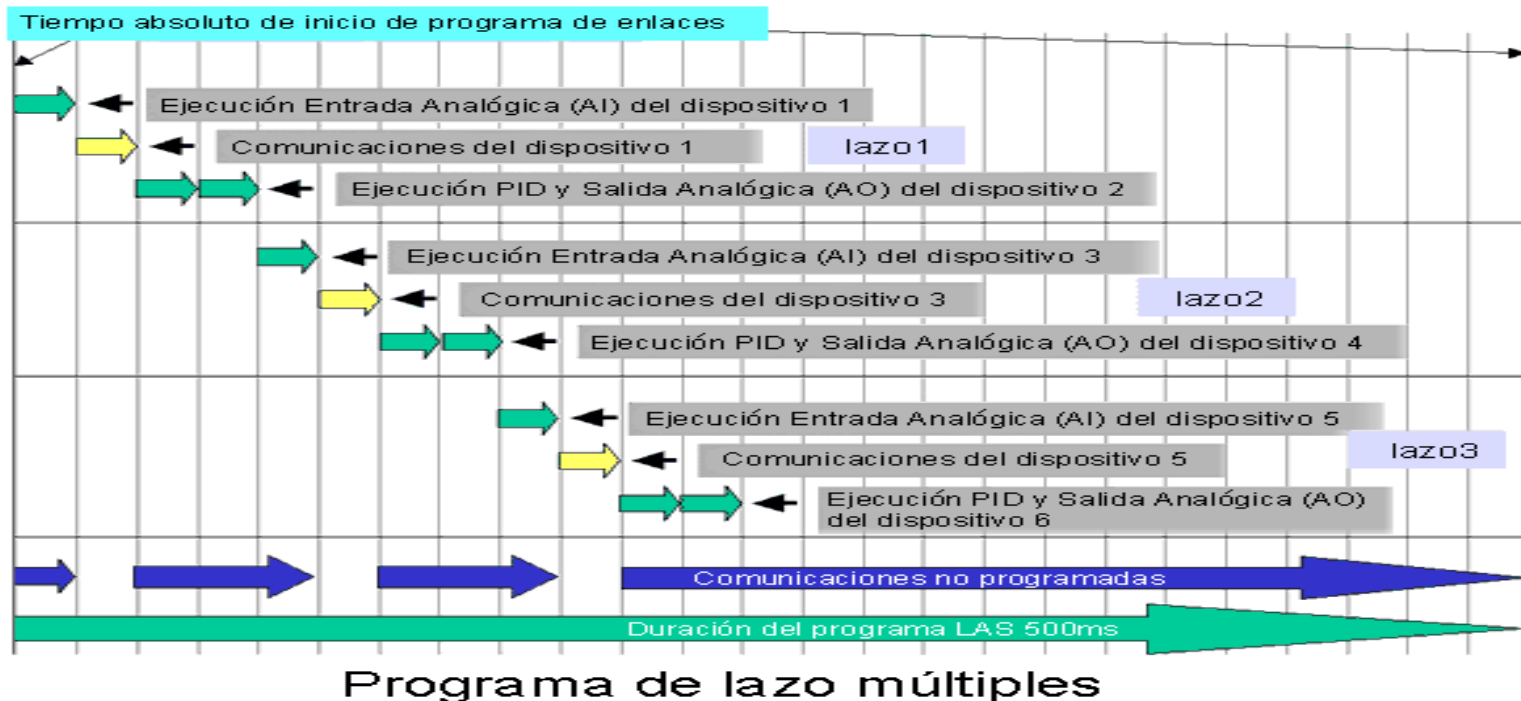 Tiempo absoluto de inicio de programa de enlaces
Ejecución Entrada Analógica (AI) del dispositivo 1
Comunicaciones del dispositivo 1
lazo1
Ejecución PID y Salida Analógica (AO) del dispositivo 2
Ejecución Entrada Analógica (AI) del dispositivo 3
Comunicaciones del dispositivo 3
lazo2
Ejecución PID y Salida Analógica (AO) del dispositivo 4
Ejecución Entrada Analógica (AI) del dispositivo 5
Comunicaciones del dispositivo 5
lazo3
Ejecución PID y Salida Analógica (AO)
del dispositivo 6
Comunicaciones no programadas
Duración del programa LAS 500ms
Programa de lazo múltiples